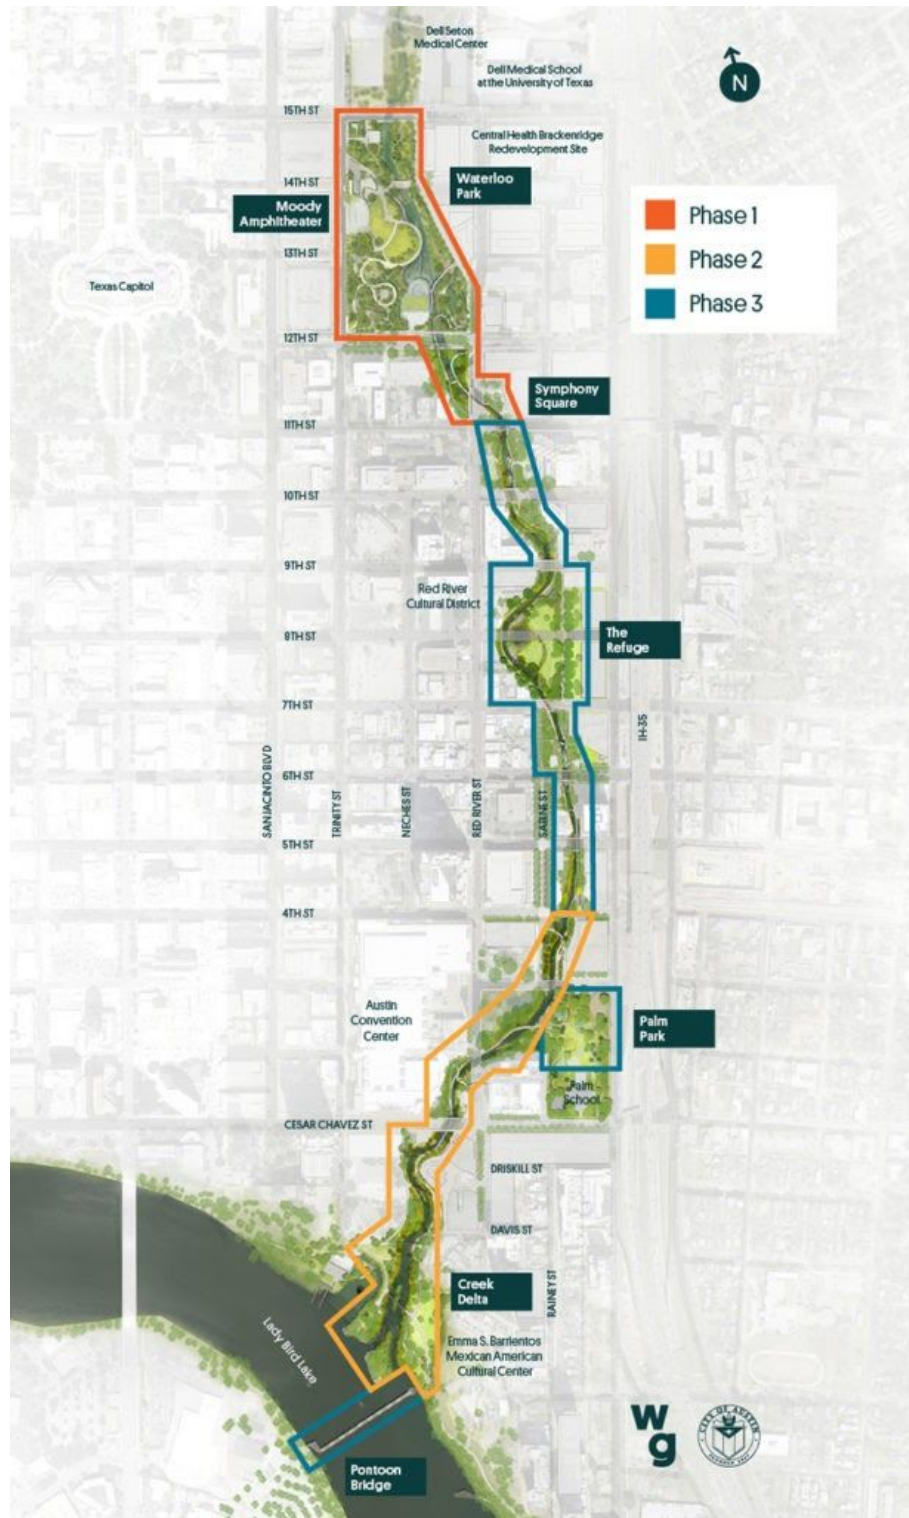 Dell Seton
Medical Center
Dell Medical School
at the University of Texas
N
15TH ST
Central Health Brackenridge
Redevelopment Site
14TH ST
Waterloo
Park
Moody
Amphitheater
Phase 1
Phase 2
Phase 3
13TH ST
Texas Capitol
12TH ST
Symphony
Square
11TH ST
10TH ST
9TH ST
Red River
Cultural District
8TH ST
The
Refuge
7TH ST
IH-35
6TH ST
SAN JACINTO BLVD
TRINITY ST
NECHES ST
RED RIVER ST
SABINE ST
5TH ST
4TH ST
Austin
Convention
Center
Palm
Park
Palm
School
CESAR CHAVEZ ST
DRISKILL ST
DAVIS ST
RAINEY ST
Creek
Delta
Lady Bird Lake
Emma S. Barrientos
Mexican American
Cultural Center
Pontoon
Bridge
w
g
CITY OF AUSTIN